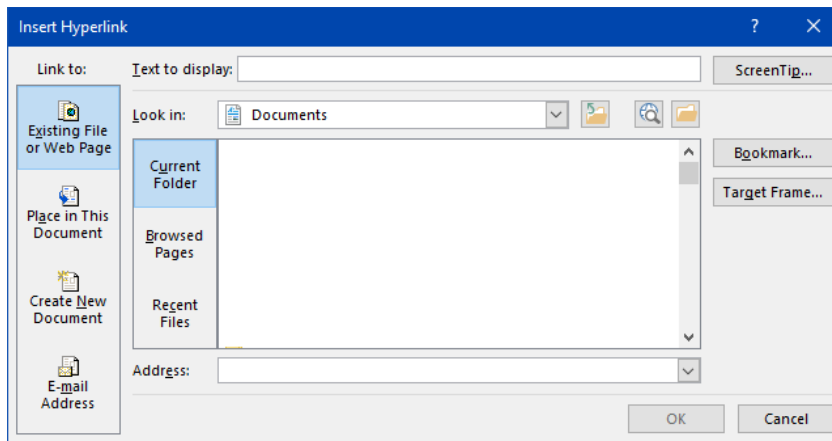 Insert Hyperlink ?
Link to:
Text to display:
ScreenTip...
Existing File
or Web Page
Look in:
Documents
Current
Folder
Bookmark...
Target Frame...
Place in This
Document
Browsed
Pages
Create New
Document
Recent
Files
E-mail
Address
Address:
OK
Cancel